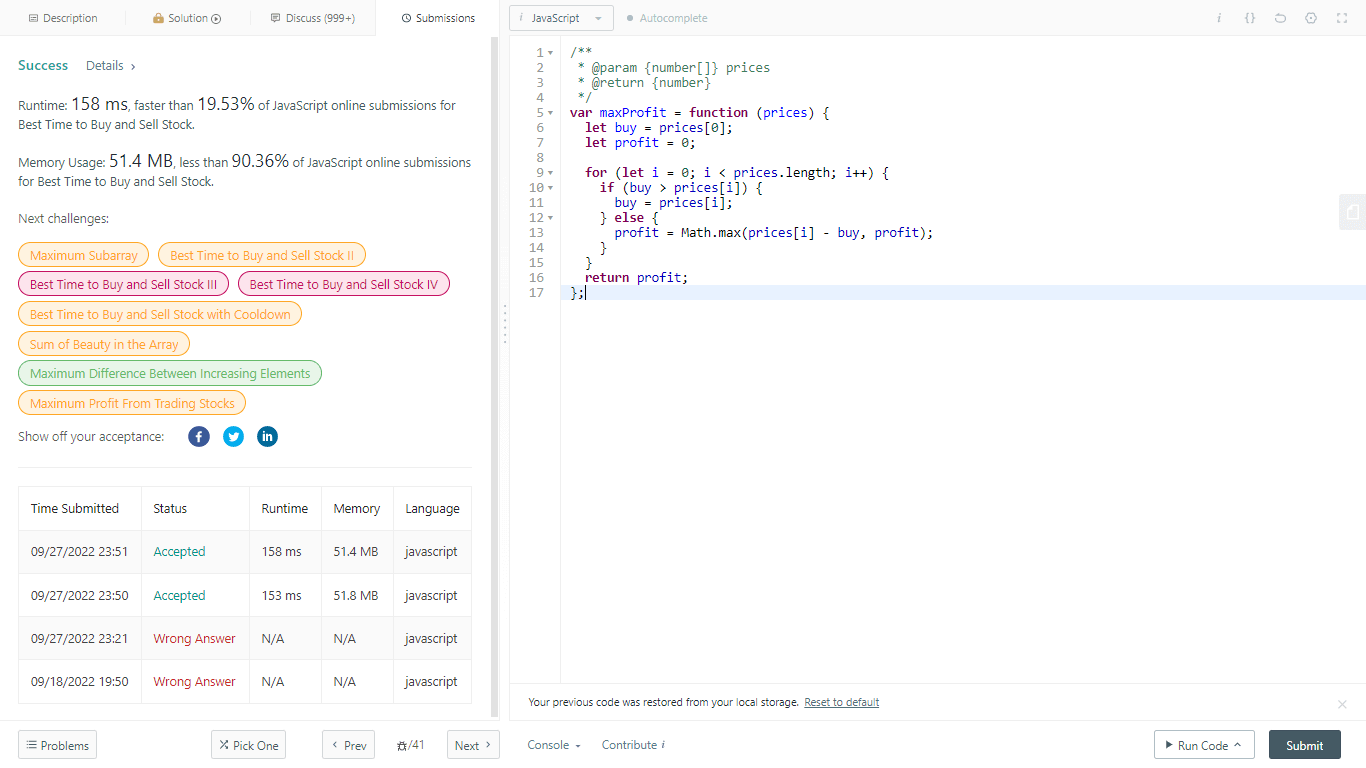 Description
Solution
Discuss (999+)
Submissions
Success
Details
Runtime: 158 ms, faster than 19.53% of JavaScript online submissions for
Best Time to Buy and Sell Stock.
Memory Usage: 51.4 MB, less than 90.36% of JavaScript online submissions
for Best Time to Buy and Sell Stock.
Next challenges:
Maximum Subarray
Best Time to Buy and Sell Stock II
Best Time to Buy and Sell Stock III
Best Time to Buy and Sell Stock IV
Best Time to Buy and Sell Stock with Cooldown
Sum of Beauty in the Array
Maximum Difference Between Increasing Elements
Maximum Profit From Trading Stocks
Show off your acceptance:
Time Submitted Status Runtime Memory Language
09/27/2022 23:51 Accepted 158 ms 51.4 MB javascript
09/27/2022 23:50 Accepted 153 ms 51.8 MB javascript
09/27/2022 23:21 Wrong Answer N/A N/A javascript
09/18/2022 19:50 Wrong Answer N/A N/A javascript
Problems
Pick One
Prev
/41
Next
i JavaScript
Autocomplete
i {}
1 /**
2  * @param {number[]} prices
3  * @return {number}
4  */
5 var maxProfit = function (prices) {
6   let buy = prices[0];
7   let profit = 0;
8
9   for (let i = 0; i < prices.length; i++) {
10     if (buy > prices[i]) {
11       buy = prices[i];
12     } else {
13       profit = Math.max(prices[i] - buy, profit);
14     }
15   }
16   return profit;
17 };
Your previous code was restored from your local storage. Reset to default
Console
Contribute i
Run Code
Submit